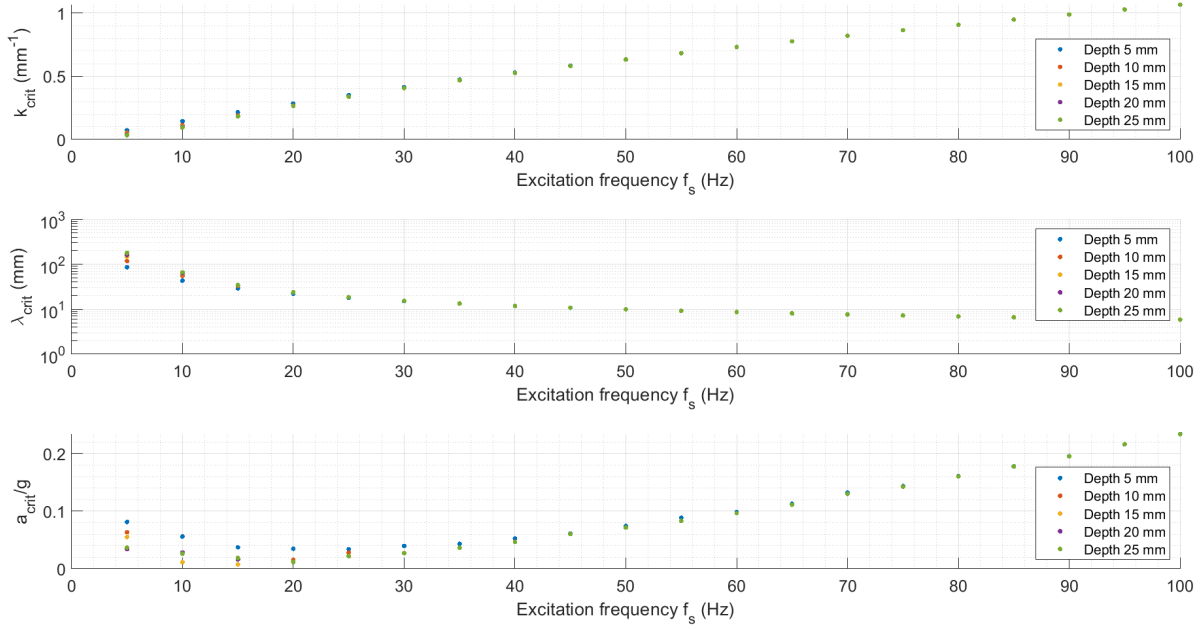 1
0.5
0
k_crit (mm^-1)
Depth 5 mm
Depth 10 mm
Depth 15 mm
Depth 20 mm
Depth 25 mm
0 10 20 30 40 50 60 70 80 90 100
Excitation frequency f_s (Hz)
10^3
10^2
10^1
10^0
λ_crit (mm)
Depth 5 mm
Depth 10 mm
Depth 15 mm
Depth 20 mm
Depth 25 mm
0 10 20 30 40 50 60 70 80 90 100
Excitation frequency f_s (Hz)
0.2
0.1
0
a_crit/g
Depth 5 mm
Depth 10 mm
Depth 15 mm
Depth 20 mm
Depth 25 mm
0 10 20 30 40 50 60 70 80 90 100
Excitation frequency f_s (Hz)